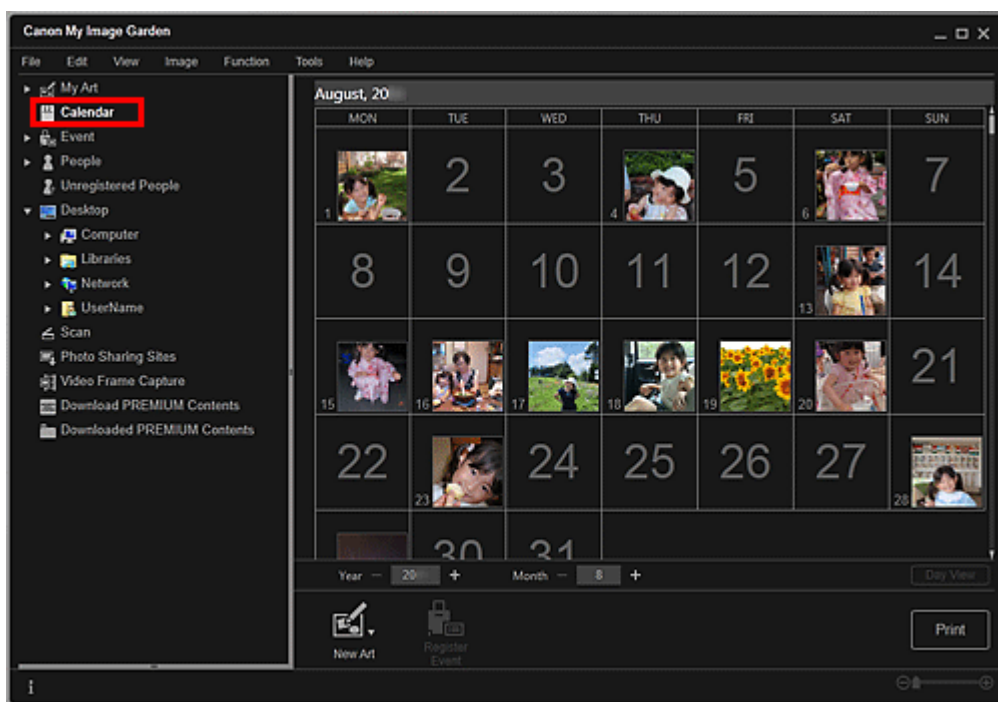 Canon My Image Garden
File Edit View Image Function Tools Help
My Art
Calendar
Event
People
Unregistered People
Desktop
Computer
Libraries
Network
UserName
Scan
Photo Sharing Sites
Video Frame Capture
Download PREMIUM Contents
Downloaded PREMIUM Contents
August, 20
MON TUE WED THU FRI SAT SUN
1 2 3 4 5 6 7
8 9 10 11 12 13 14
15 16 17 18 19 20 21
22 23 24 25 26 27 28
30 31
Year − 20 + Month − 8 + Day View
New Art
Register
Event
Print